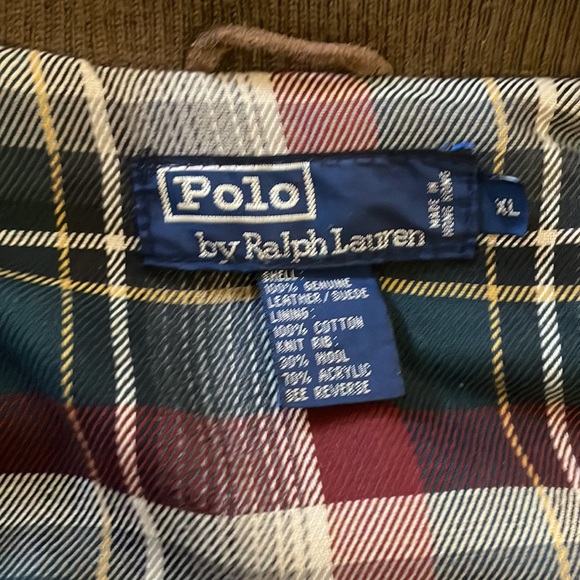 Polo
by Ralph Lauren
MADE IN
HONG KONG
XL
SHELL:
100% GENUINE
LEATHER/SUEDE
LINING:
100% COTTON
KNIT RIB:
30% WOOL
70% ACRYLIC
SEE REVERSE